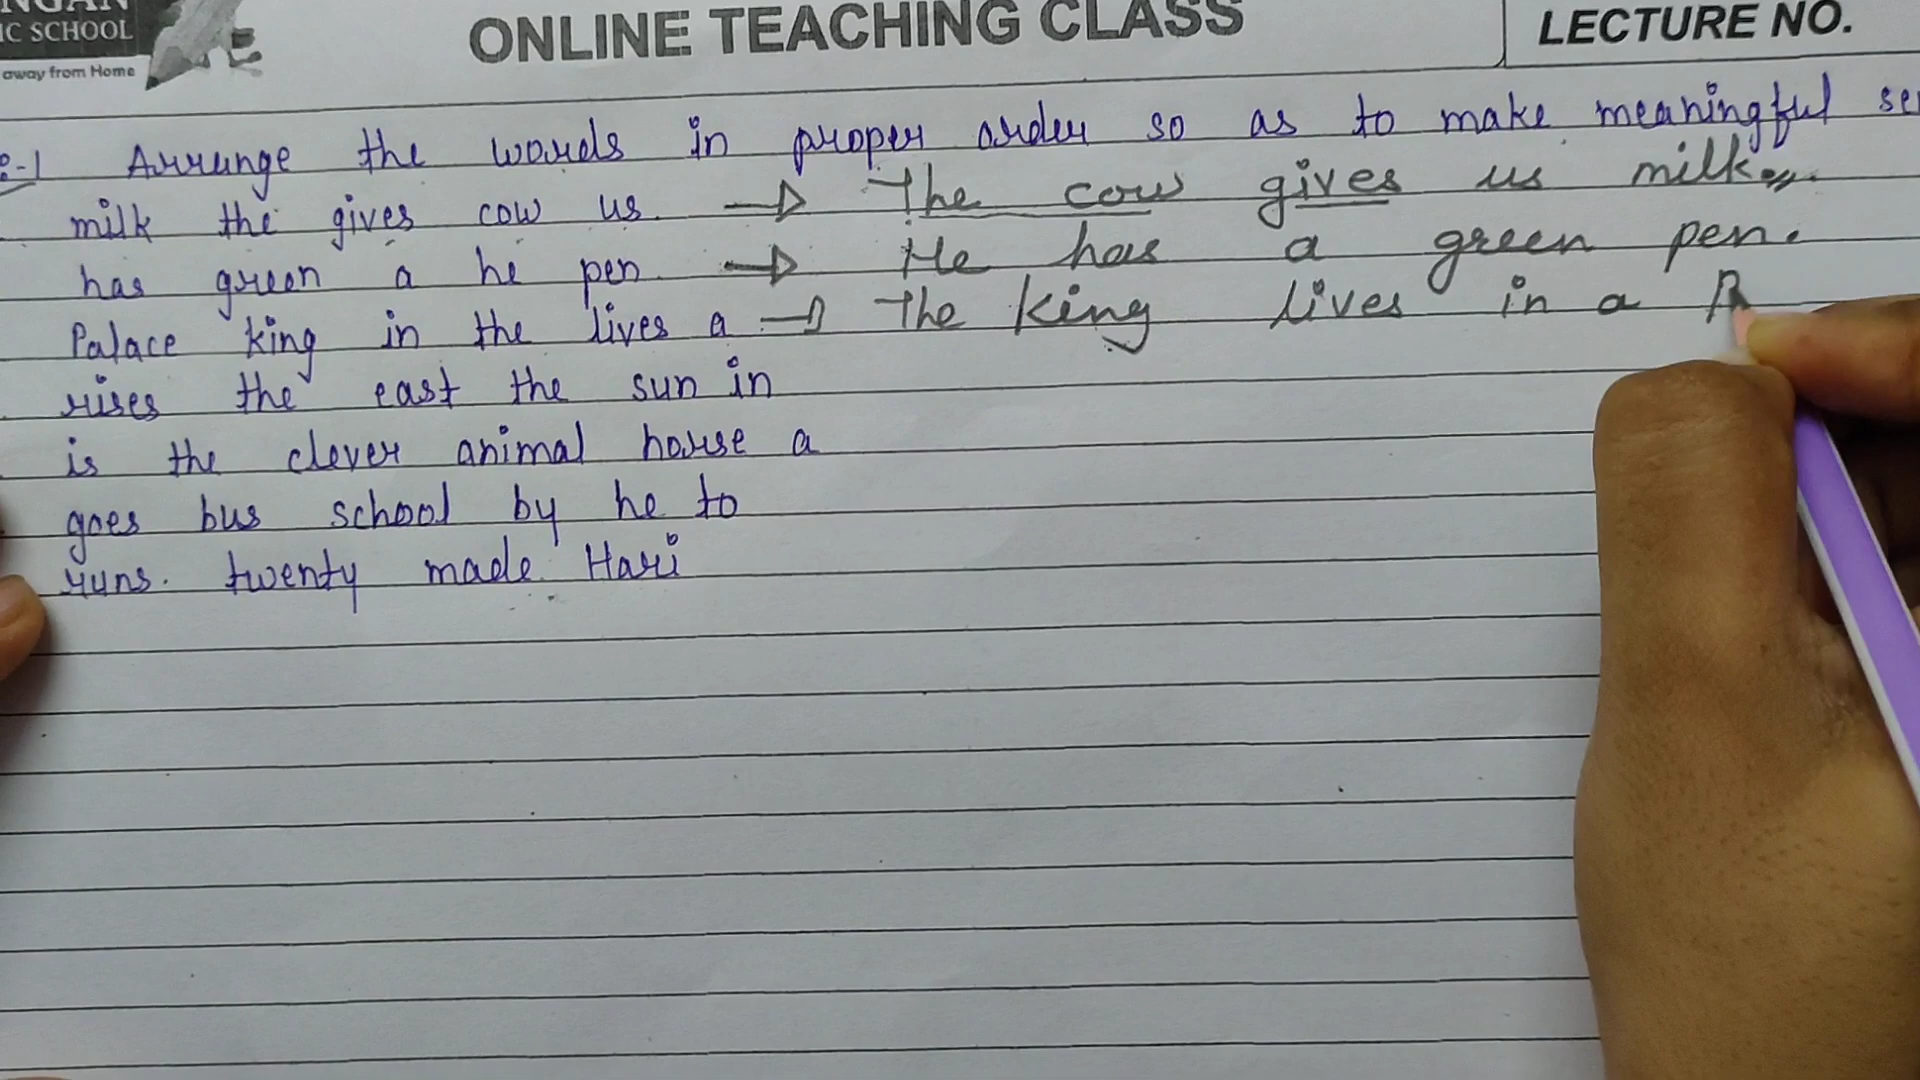 IC SCHOOL
away from Home
ONLINE TEACHING CLASS
LECTURE NO.
Arrange the words in proper order so as to make meaningful
milk the gives cow us → The cow gives us milk.
has green a he pen → He has a green pen.
Palace king in the lives a → The king lives in a
rises the east the sun in
is the clever animal horse a
goes bus school by he to
runs. twenty made Hari